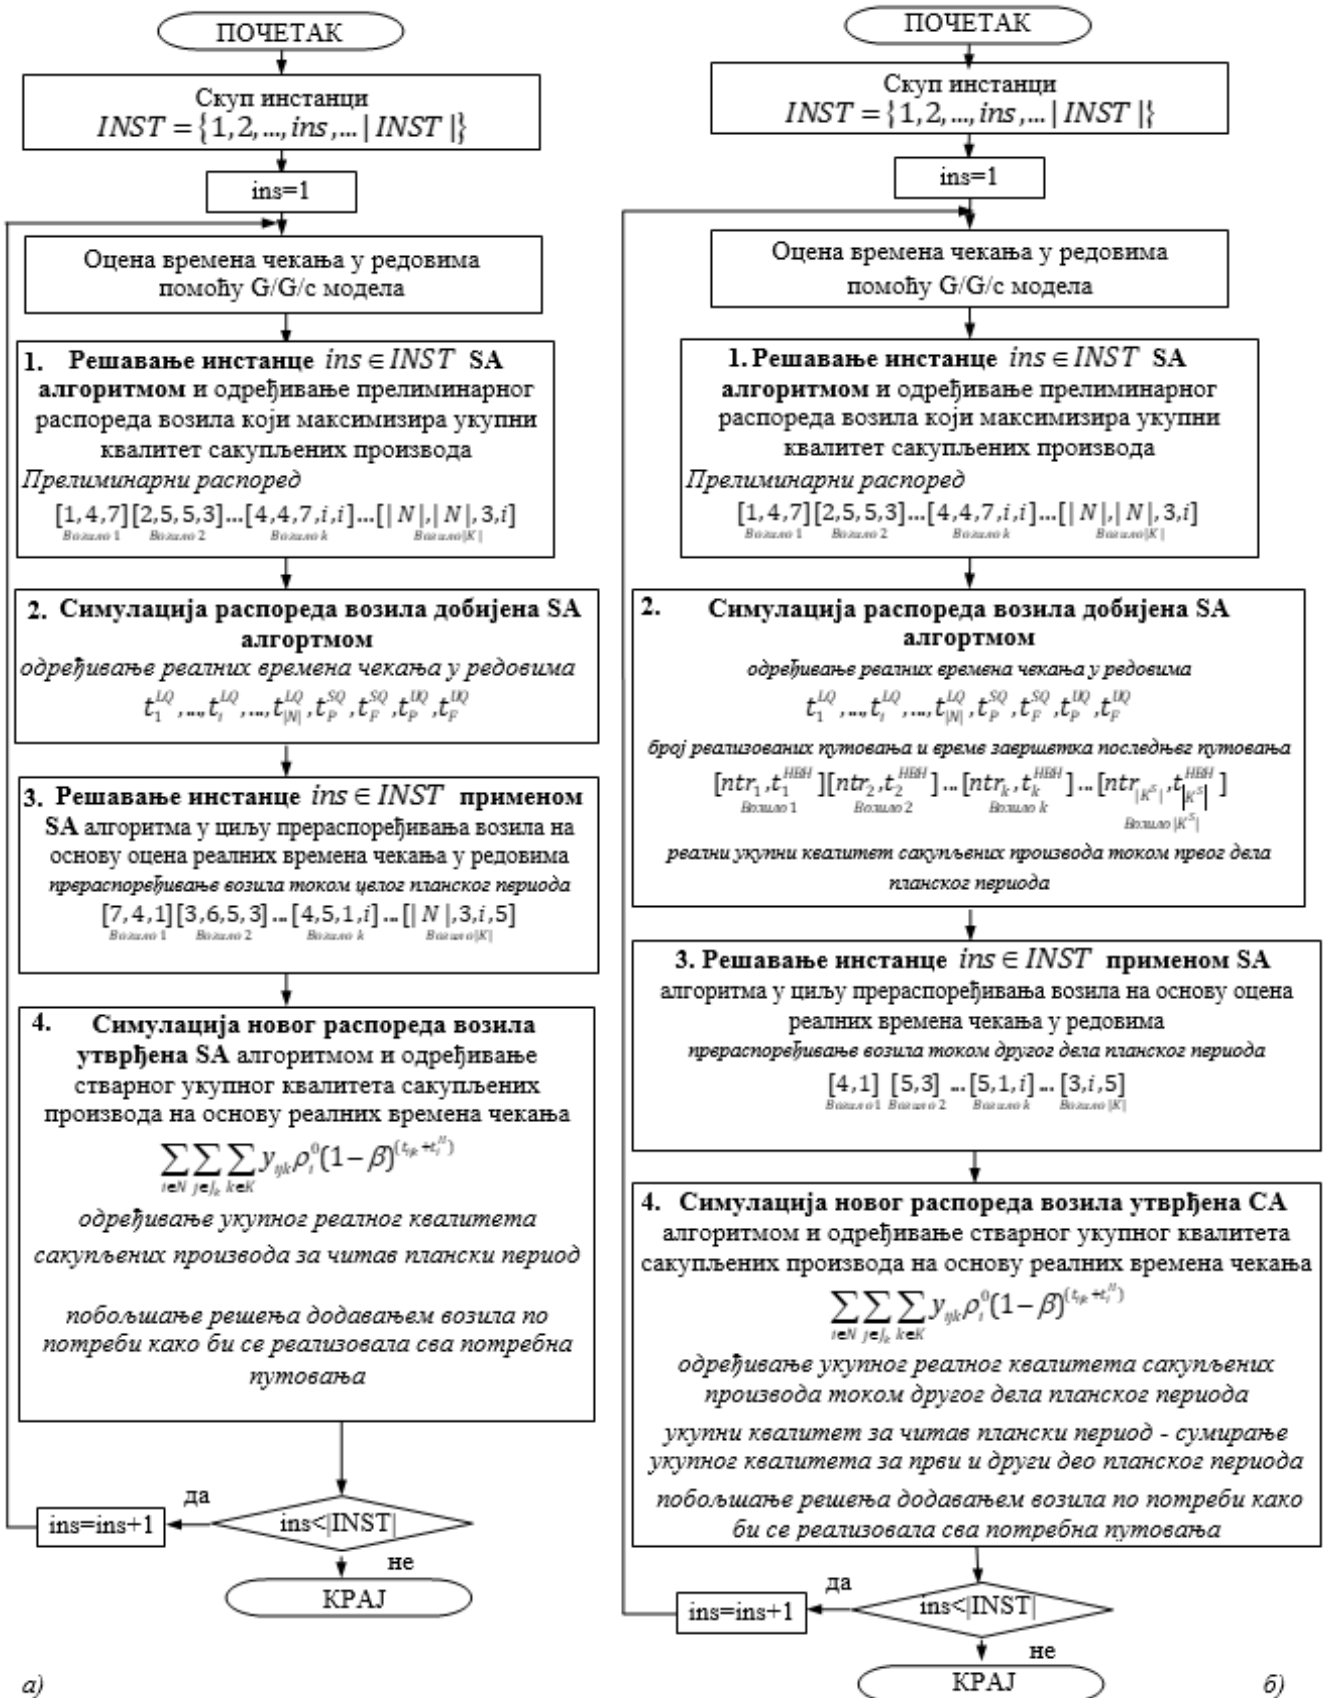 ПОЧЕТАК
Скуп инстанци
INST = {1,2,...,ins,...| INST |}
ins=1
Оцена времена чекања у редовима
помоћу G/G/c модела
1. Решавање инстанце ins ∈ INST SA
алгоритмом и одређивање прелиминарног
распореда возила који максимизира укупни
квалитет сакупљених производа
Прелиминарни распоред
[1,4,7][2,5,5,3]...[4,4,7,i,i]...[| N |,| N |,3,i]
Возило 1 Возило 2 Возило k Возило|K|
2. Симулација распореда возила добијена SA
алгортмом
одређивање реалних времена чекања у редовима
t_1^{LQ},...,t_i^{LQ},...,t_{|N|}^{LQ},t_P^{SQ},t_F^{SQ},t_P^{UQ},t_F^{UQ}
3. Решавање инстанце ins ∈ INST применом
SA алгоритма у циљу прераспоређивања возила на
основу оцена реалних времена чекања у редовима
прераспоређивање возила током целог планског периода
[7,4,1][3,6,5,3]...[4,5,1,i]...[| N |,3,i,5]
Возило 1 Возило 2 Возило k Возило|K|
4. Симулација новог распореда возила
утврђена SA алгоритмом и одређивање
стварног укупног квалитета сакупљених
производа на основу реалних времена чекања
∑_{i∈N} ∑_{j∈J_k} ∑_{k∈K} y_{ijk} ρ_i^0 (1−β)^{(t_{ijk}+t_i^{II})}
одређивање укупног реалног квалитета
сакупљених производа за читав плански период
побољшање решења додавањем возила по
потреби како би се реализовала сва потребна
путовања
да
ins=ins+1
ins<|INST|
не
КРАЈ
а)
ПОЧЕТАК
Скуп инстанци
INST = {1,2,...,ins,...| INST |}
ins=1
Оцена времена чекања у редовима
помоћу G/G/c модела
1. Решавање инстанце ins ∈ INST SA
алгоритмом и одређивање прелиминарног
распореда возила који максимизира укупни
квалитет сакупљених производа
Прелиминарни распоред
[1,4,7][2,5,5,3]...[4,4,7,i,i]...[| N |,| N |,3,i]
Возило 1 Возило 2 Возило k Возило|K|
2. Симулација распореда возила добијена SA
алгортмом
одређивање реалних времена чекања у редовима
t_1^{LQ},...,t_i^{LQ},...,t_{|N|}^{LQ},t_P^{SQ},t_F^{SQ},t_P^{UQ},t_F^{UQ}
број реализованих путовања и време завршетка последњег путовања
[ntr_1,t_1^{HBH}][ntr_2,t_2^{HBH}]...[ntr_k,t_k^{HBH}]...[ntr_{|K^S|},t_{|K^S|}^{HBH}]
Возило 1 Возило 2 Возило k Возило|K^S|
реални укупни квалитет сакупљених производа током првог дела
планског периода
3. Решавање инстанце ins ∈ INST применом SA
алгоритма у циљу прераспоређивања возила на основу оцена
реалних времена чекања у редовима
прераспоређивање возила током другог дела планског периода
[4,1] [5,3] ...[5,1,i]...[3,i,5]
Возило 1 Возило 2 Возило k Возило|K|
4. Симулација новог распореда возила утврђена СА
алгоритмом и одређивање стварног укупног квалитета
сакупљених производа на основу реалних времена чекања
∑_{i∈N} ∑_{j∈J_k} ∑_{k∈K} y_{ijk} ρ_i^0 (1−β)^{(t_{ijk}+t_i^{II})}
одређивање укупног реалног квалитета сакупљених
производа током другог дела планског периода
укупни квалитет за читав плански период - сумирање
укупног квалитета за први и други део планског периода
побољшање решења додавањем возила по потреби како
би се реализовала сва потребна путовања
да
ins=ins+1
ins<|INST|
не
КРАЈ
б)